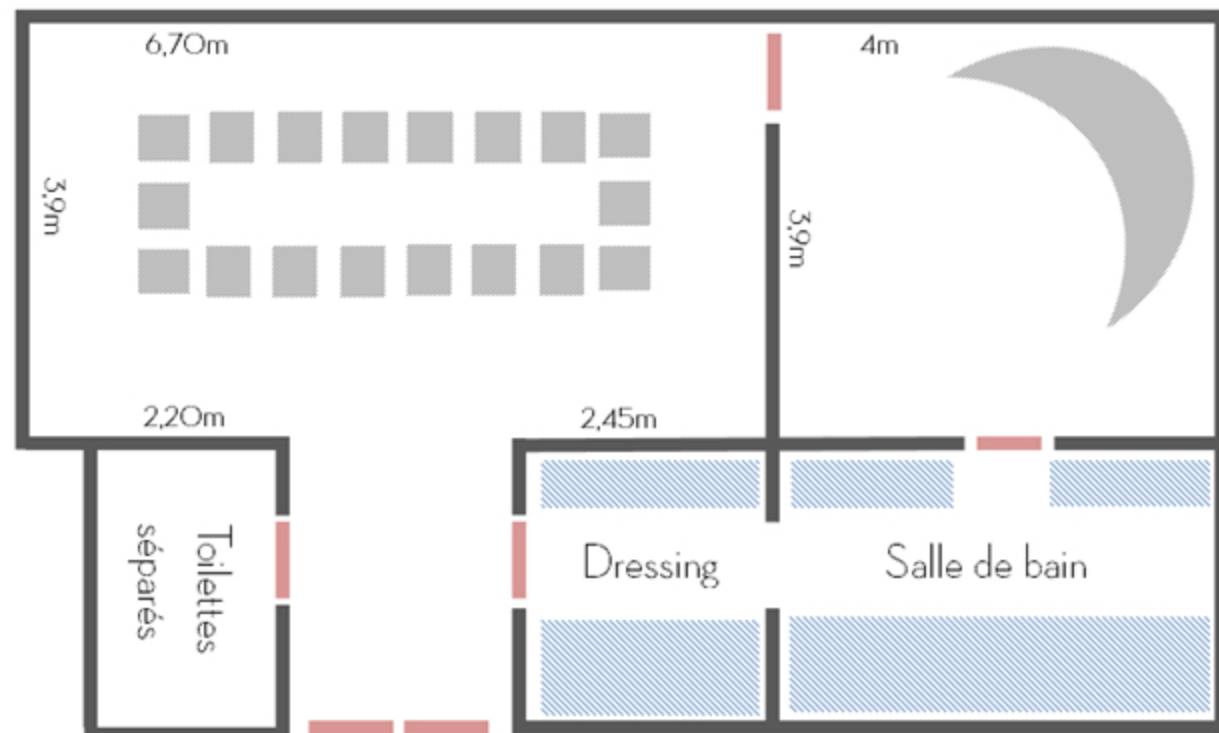 6,70m
4m
3,9m
3,9m
2,20m
2,45m
Toilettes
séparés
Dressing
Salle de bain